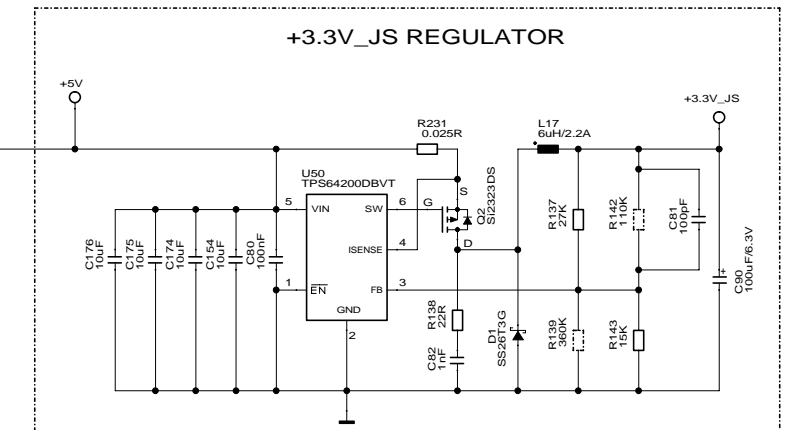 +3.3V_JS REGULATOR
+5V
+3.3V_JS
R231
0.025R
L17
6uH/2.2A
U50
TPS64200DBVT
5 VIN SW 6 G
S
Q2
Si2323DS
D
ISENSE 4
1 EN FB 3
GND
2
C176
10uF
C175
10uF
C174
10uF
C154
10uF
C80
100nF
R138
22R
C82
1nF
D1
SS26T3G
R137
27K
R142
110K
C81
100pF
R139
360K
R143
15K
+
C90
100uF/6.3V